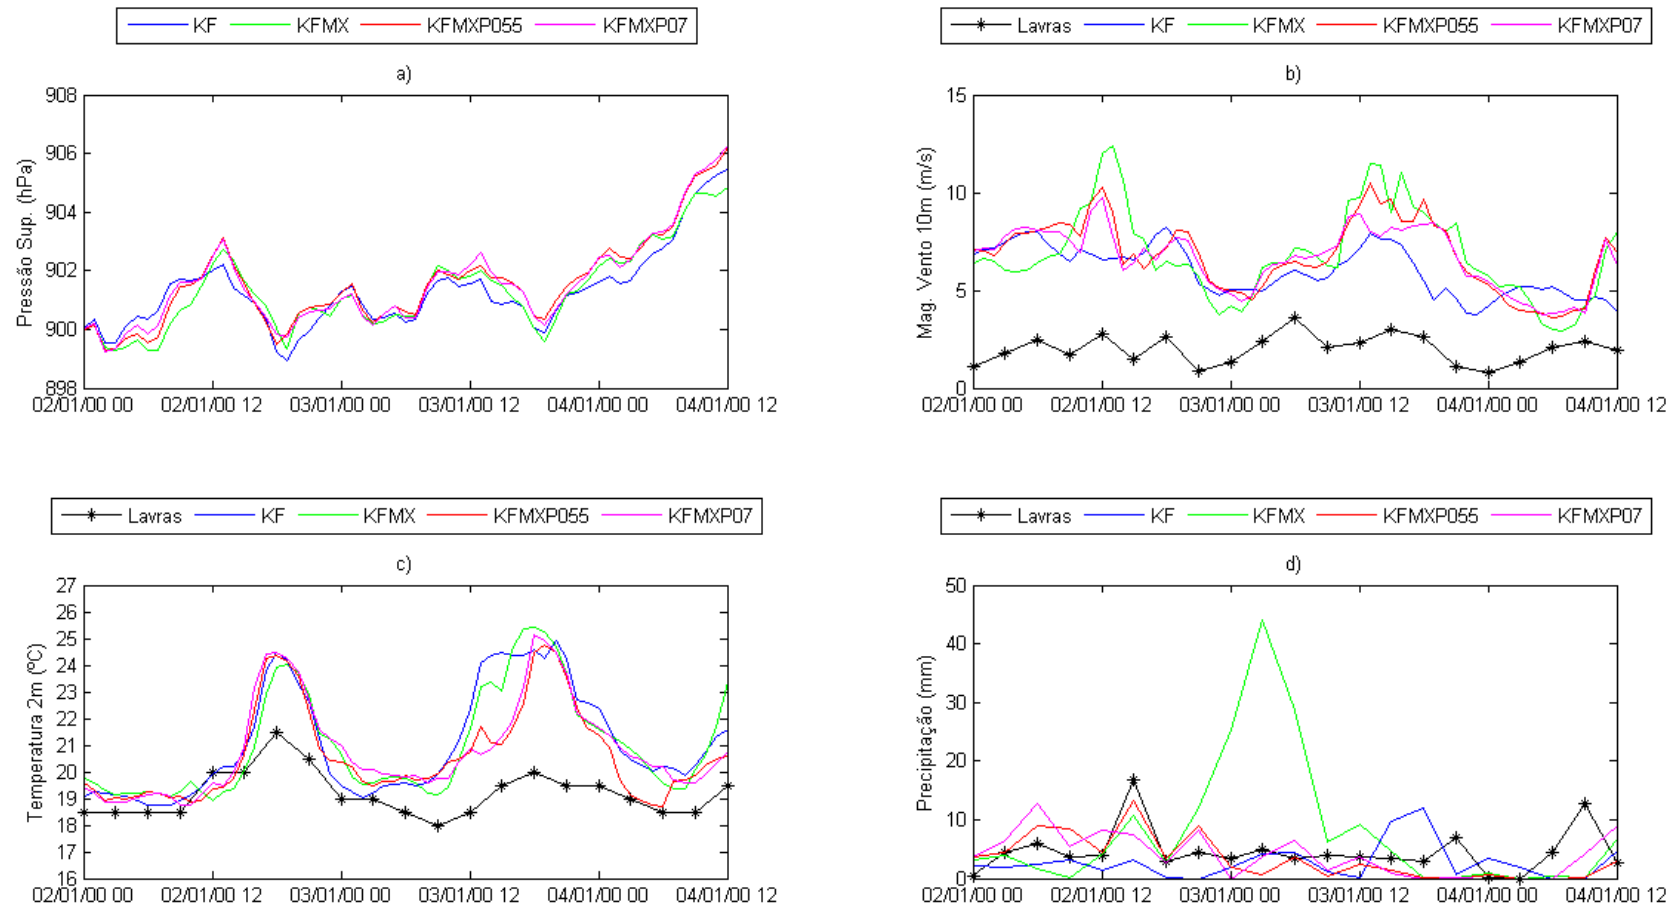 KF KFMX KFMXP055 KFMXP07
a)
908
906
904
902
900
898
Pressão Sup. (hPa)
02/01/00 00 02/01/00 12 03/01/00 00 03/01/00 12 04/01/00 00 04/01/00 12
Lavras KF KFMX KFMXP055 KFMXP07
b)
15
10
5
0
Mag. Vento 10m (m/s)
02/01/00 00 02/01/00 12 03/01/00 00 03/01/00 12 04/01/00 00 04/01/00 12
Lavras KF KFMX KFMXP055 KFMXP07
c)
27
26
25
24
23
22
21
20
19
18
17
16
Temperatura 2m (ºC)
02/01/00 00 02/01/00 12 03/01/00 00 03/01/00 12 04/01/00 00 04/01/00 12
Lavras KF KFMX KFMXP055 KFMXP07
d)
50
40
30
20
10
0
Precipitação (mm)
02/01/00 00 02/01/00 12 03/01/00 00 03/01/00 12 04/01/00 00 04/01/00 12